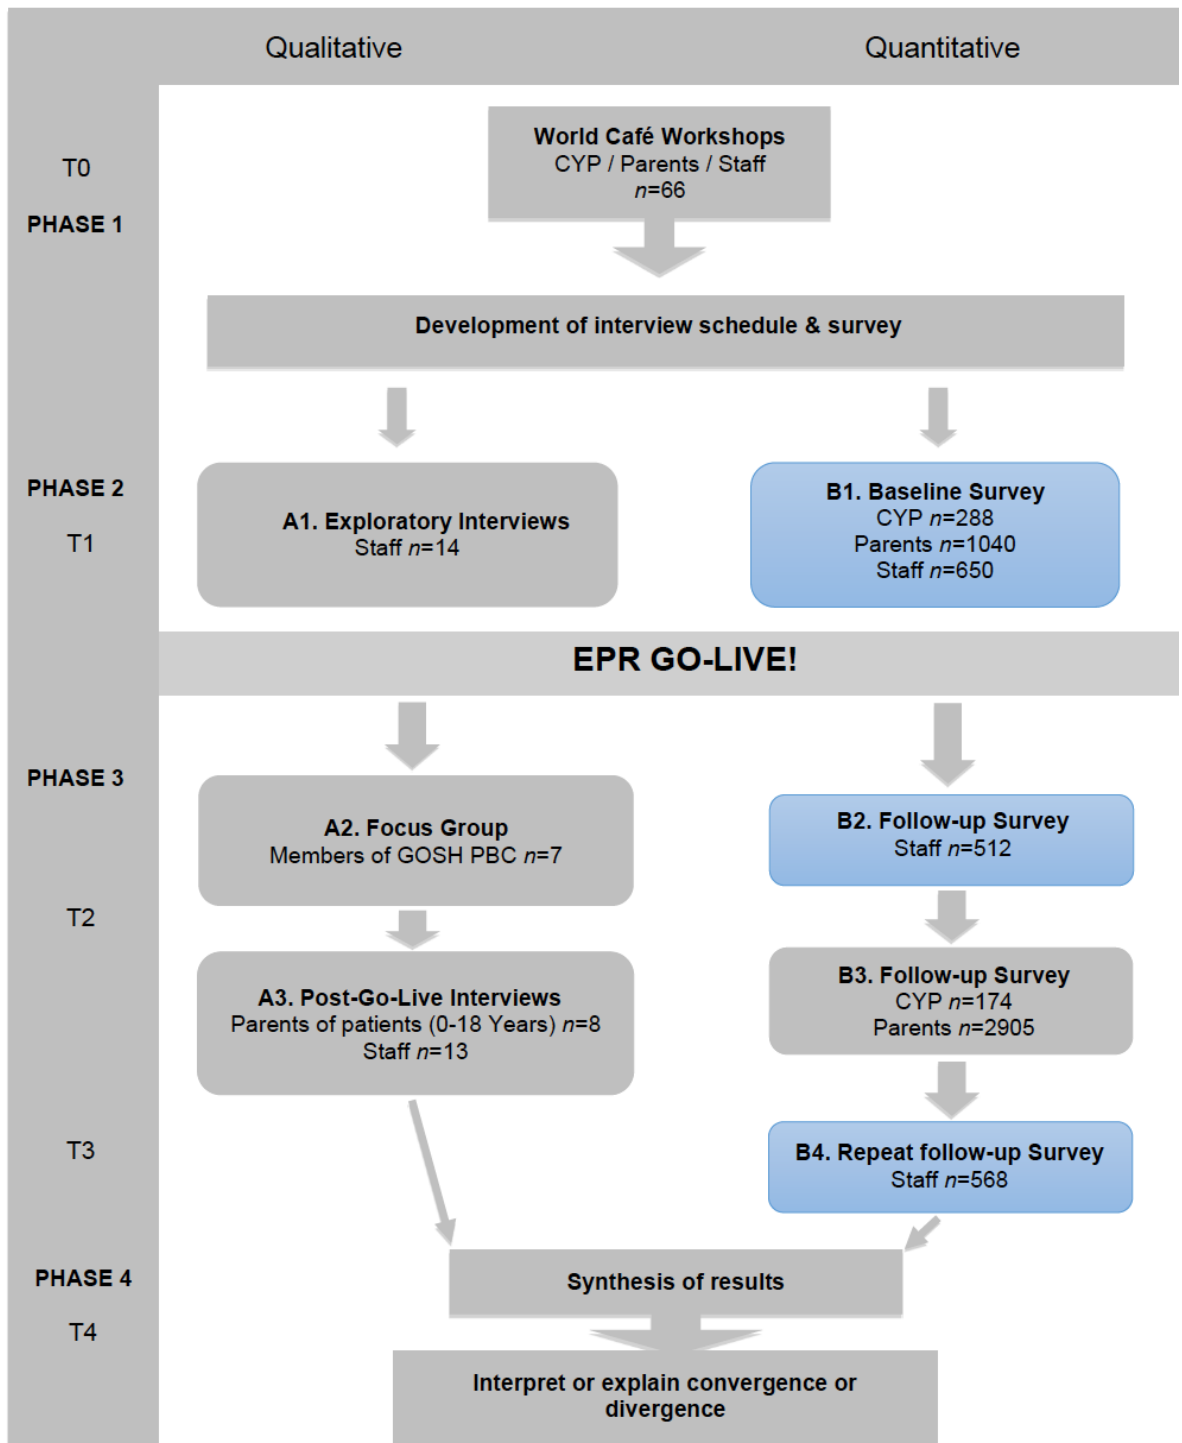 Qualitative
Quantitative
T0
PHASE 1
World Café Workshops
CYP / Parents / Staff
n=66
Development of interview schedule & survey
PHASE 2
T1
A1. Exploratory Interviews
Staff n=14
B1. Baseline Survey
CYP n=288
Parents n=1040
Staff n=650
EPR GO-LIVE!
PHASE 3
A2. Focus Group
Members of GOSH PBC n=7
B2. Follow-up Survey
Staff n=512
T2
A3. Post-Go-Live Interviews
Parents of patients (0-18 Years) n=8
Staff n=13
B3. Follow-up Survey
CYP n=174
Parents n=2905
T3
B4. Repeat follow-up Survey
Staff n=568
PHASE 4
T4
Synthesis of results
Interpret or explain convergence or
divergence